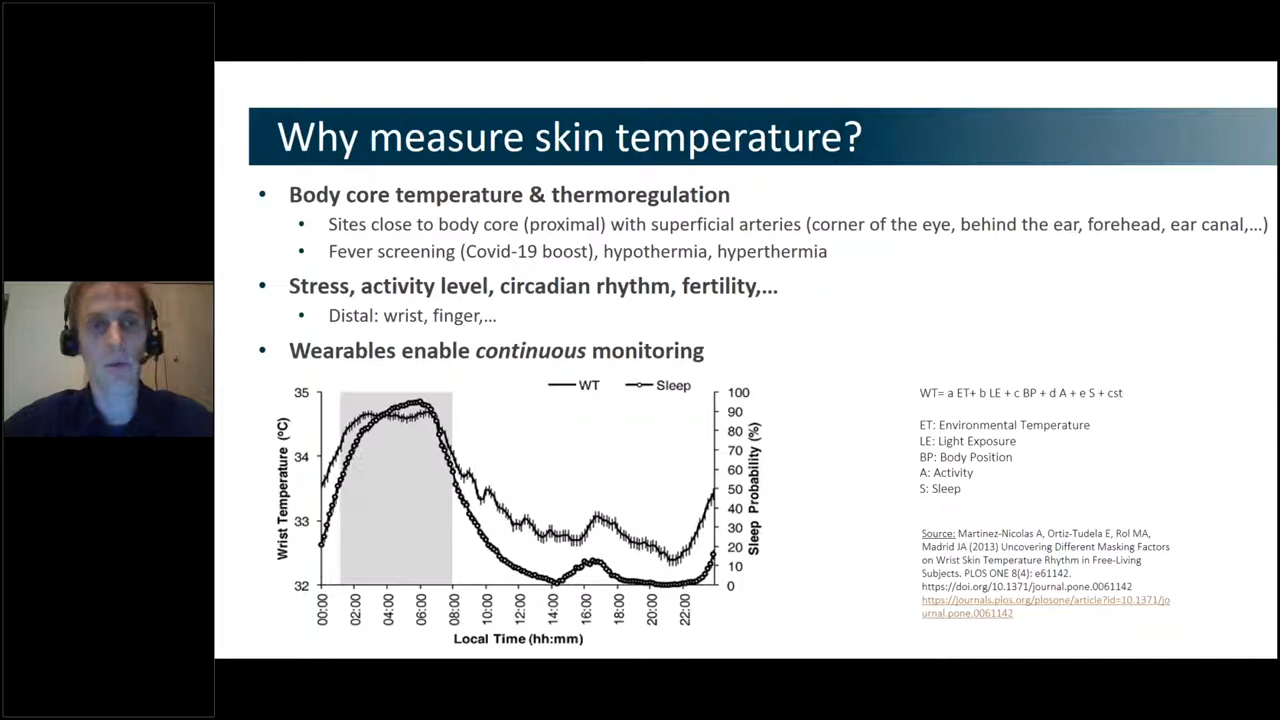 Why measure skin temperature?
• Body core temperature & thermoregulation
• Sites close to body core (proximal) with superficial arteries (corner of the eye, behind the ear, forehead, ear canal,...)
• Fever screening (Covid-19 boost), hypothermia, hyperthermia
• Stress, activity level, circadian rhythm, fertility,...
• Distal: wrist, finger,...
• Wearables enable continuous monitoring
WT Sleep
35
34
33
32
Wrist Temperature (ºC)
100
90
80
70
60
50
40
30
20
10
0
Sleep Probability (%)
00:00 02:00 04:00 06:00 08:00 10:00 12:00 14:00 16:00 18:00 20:00 22:00
Local Time (hh:mm)
WT= a ET+ b LE + c BP + d A + e S + cst
ET: Environmental Temperature
LE: Light Exposure
BP: Body Position
A: Activity
S: Sleep
Source: Martinez-Nicolas A, Ortiz-Tudela E, Rol MA,
Madrid JA (2013) Uncovering Different Masking Factors
on Wrist Skin Temperature Rhythm in Free-Living
Subjects. PLOS ONE 8(4): e61142.
https://doi.org/10.1371/journal.pone.0061142
https://journals.plos.org/plosone/article?id=10.1371/jo
urnal.pone.0061142